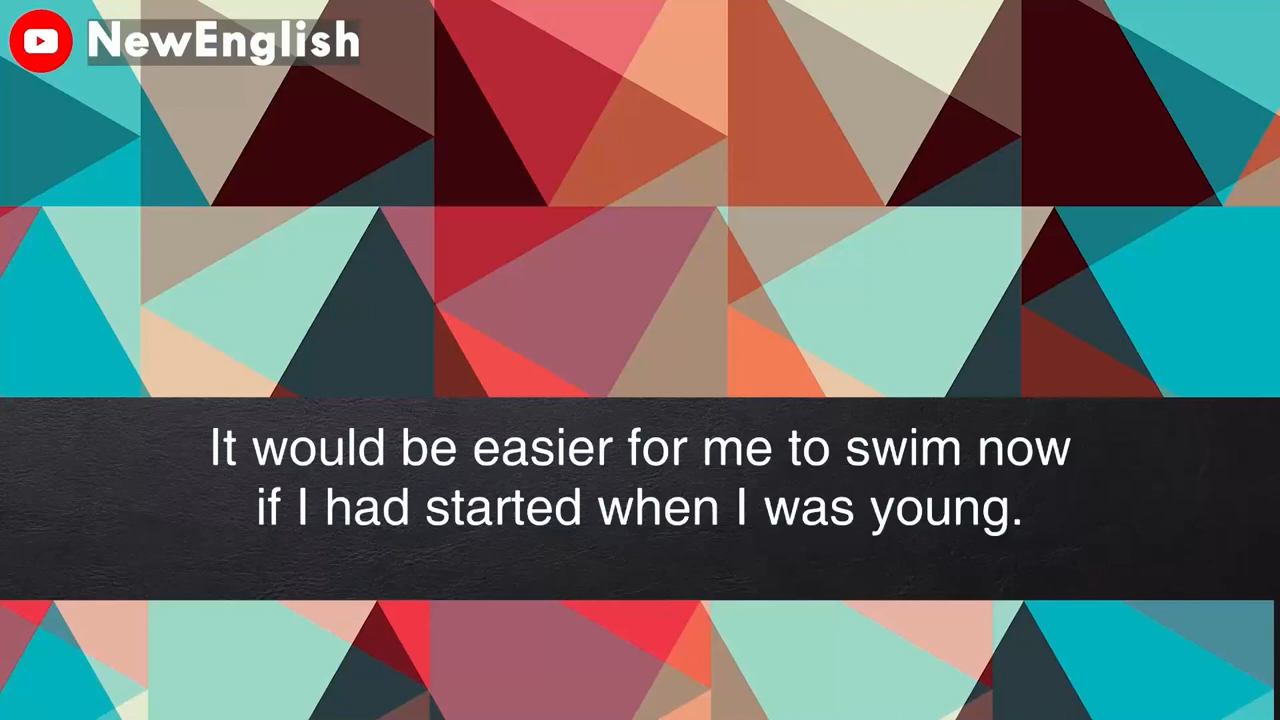 NewEnglish
It would be easier for me to swim now
if I had started when I was young.